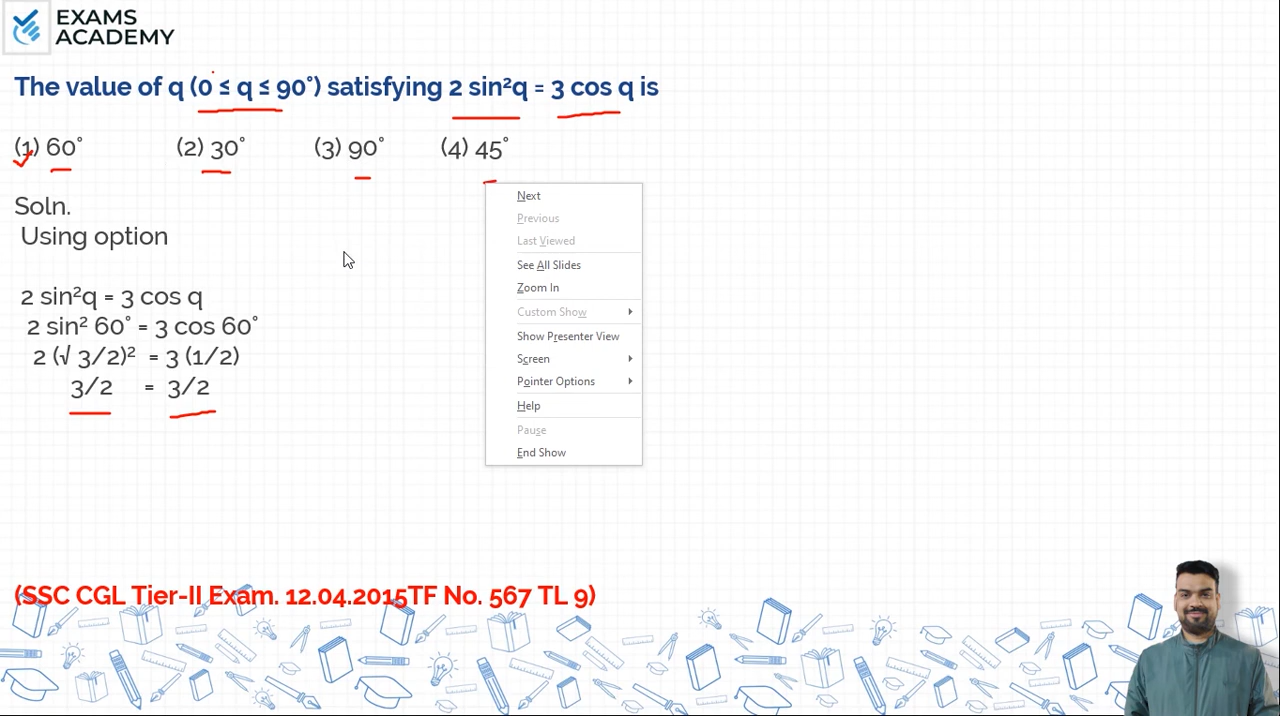 EXAMS
ACADEMY
The value of q (0 ≤ q ≤ 90°) satisfying 2 sin²q = 3 cos q is
(1) 60° (2) 30° (3) 90° (4) 45°
Soln.
Using option
2 sin²q = 3 cos q
2 sin² 60° = 3 cos 60°
2 (√ 3/2)² = 3 (1/2)
3/2 = 3/2
Next
Previous
Last Viewed
See All Slides
Zoom In
Custom Show
Show Presenter View
Screen
Pointer Options
Help
Pause
End Show
(SSC CGL Tier-II Exam. 12.04.2015TF No. 567 TL 9)